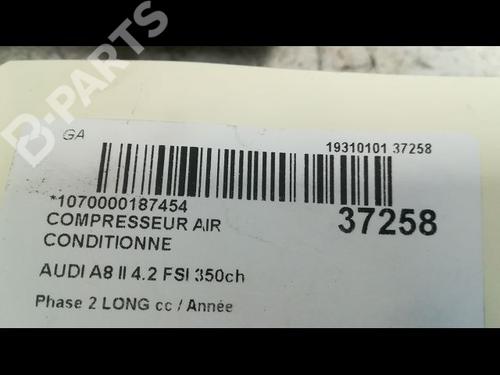 B-PARTS
GA
19310101 37258
*1070000187454
37258
COMPRESSEUR AIR
CONDITIONNE
AUDI A8 II 4.2 FSI 350ch
Phase 2 LONG cc / Année